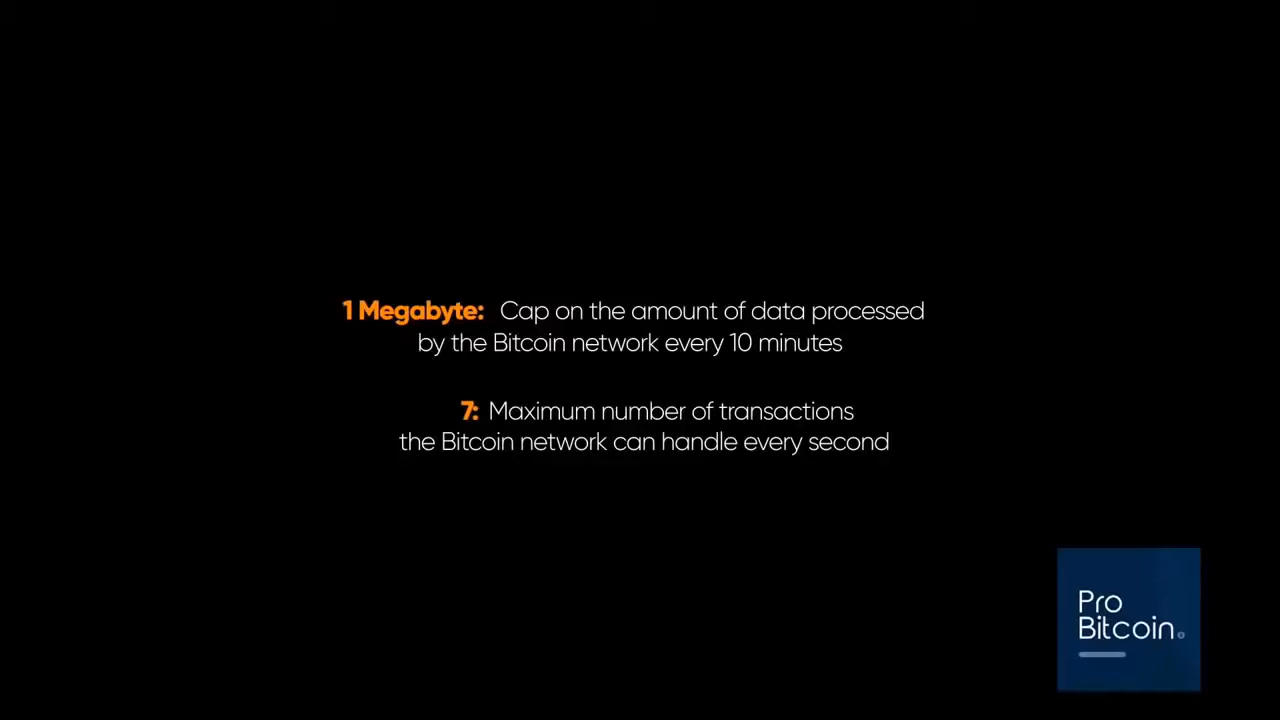 1 Megabyte: Cap on the amount of data processed
by the Bitcoin network every 10 minutes
7: Maximum number of transactions
the Bitcoin network can handle every second
Pro
Bitcoin